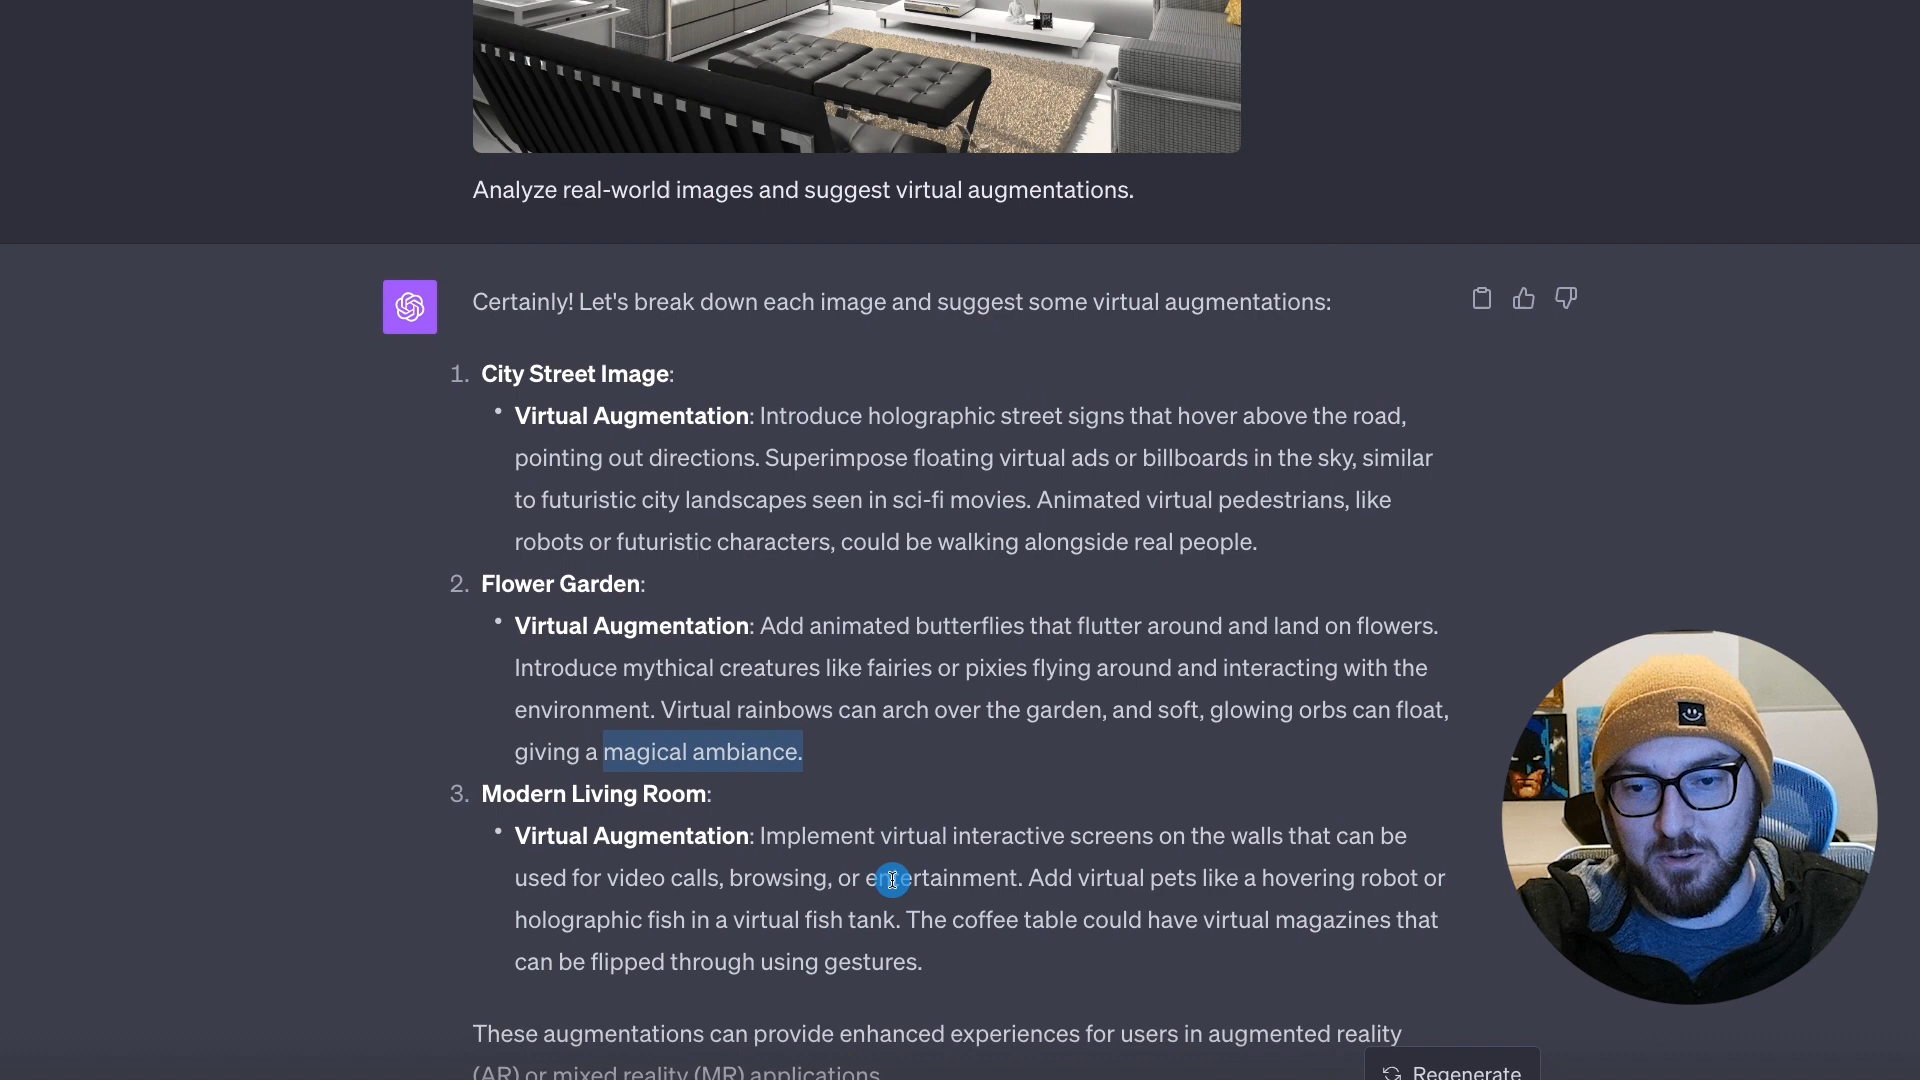 Analyze real-world images and suggest virtual augmentations.
Certainly! Let's break down each image and suggest some virtual augmentations:
1. City Street Image:
• Virtual Augmentation: Introduce holographic street signs that hover above the road,
pointing out directions. Superimpose floating virtual ads or billboards in the sky, similar
to futuristic city landscapes seen in sci-fi movies. Animated virtual pedestrians, like
robots or futuristic characters, could be walking alongside real people.
2. Flower Garden:
• Virtual Augmentation: Add animated butterflies that flutter around and land on flowers.
Introduce mythical creatures like fairies or pixies flying around and interacting with the
environment. Virtual rainbows can arch over the garden, and soft, glowing orbs can float,
giving a magical ambiance.
3. Modern Living Room:
• Virtual Augmentation: Implement virtual interactive screens on the walls that can be
used for video calls, browsing, or entertainment. Add virtual pets like a hovering robot or
holographic fish in a virtual fish tank. The coffee table could have virtual magazines that
can be flipped through using gestures.
These augmentations can provide enhanced experiences for users in augmented reality
(AR) or mixed reality (MR) applications.
Regenerate